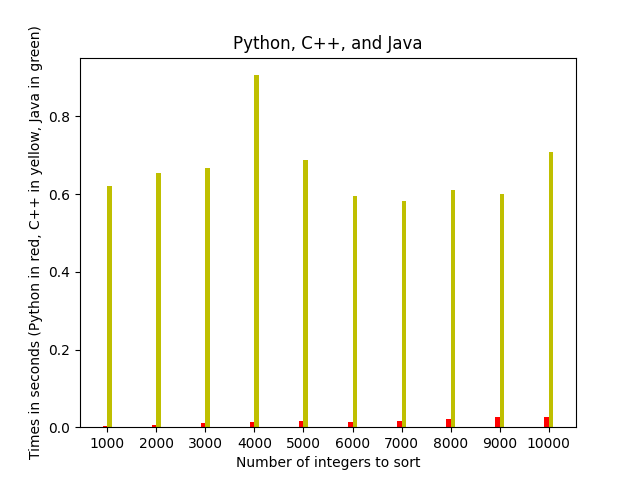 Python, C++, and Java
Times in seconds (Python in red, C++ in yellow, Java in green)
0.8
0.6
0.4
0.2
0.0
1000 2000 3000 4000 5000 6000 7000 8000 9000 10000
Number of integers to sort